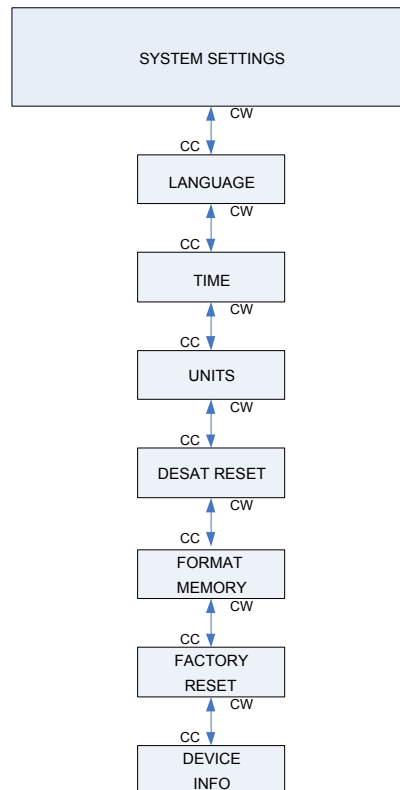 SYSTEM SETTINGS
CW
CC
LANGUAGE
CW
CC
TIME
CW
CC
UNITS
CW
CC
DESAT RESET
CW
CC
FORMAT
MEMORY
CW
CC
FACTORY
RESET
CW
CC
DEVICE
INFO